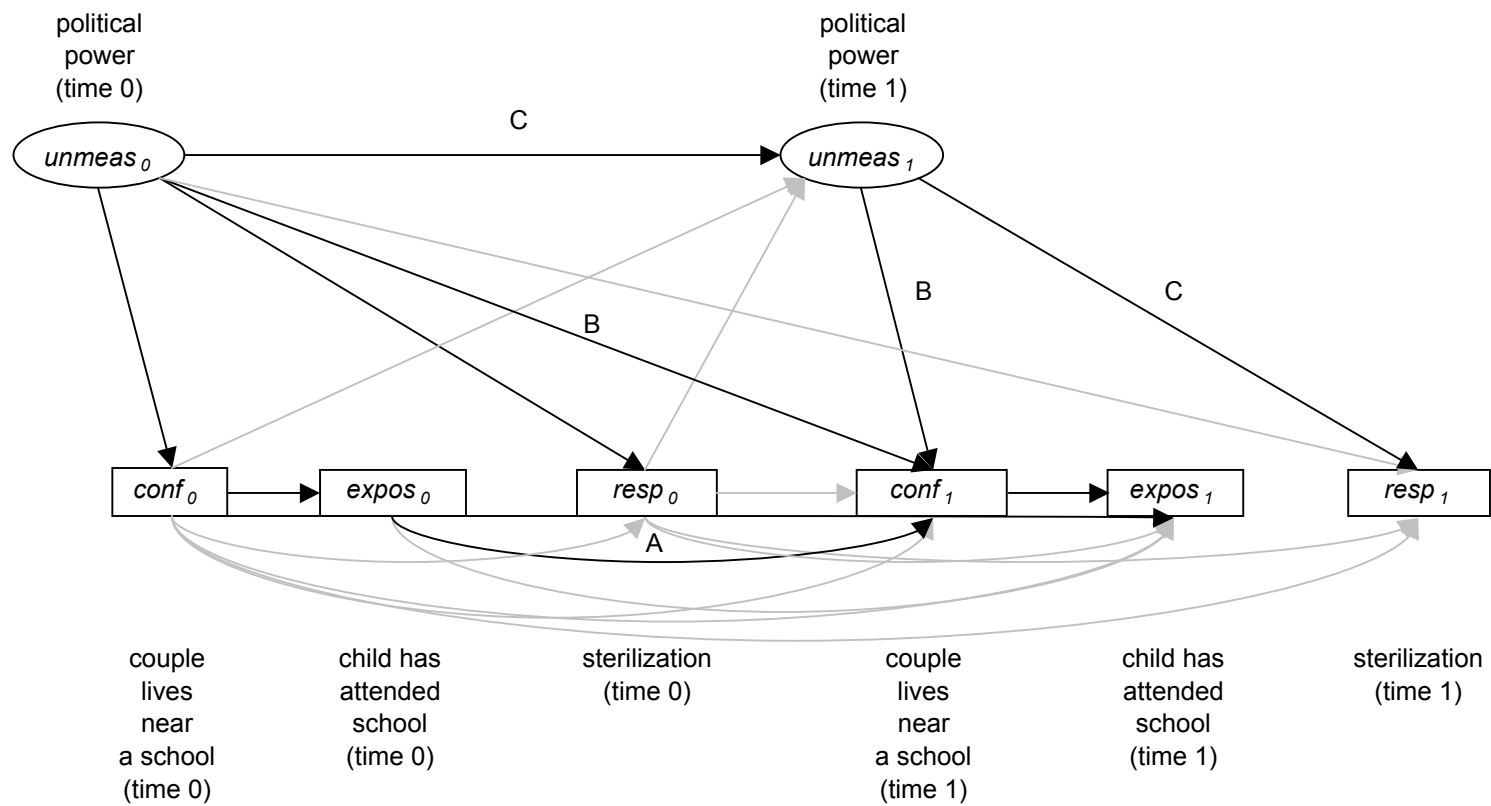 political
power
(time 0)
political
power
(time 1)
C
unmeas 0
unmeas 1
B
C
B
conf 0
expos 0
resp 0
conf 1
expos 1
resp 1
A
couple
lives
near
a school
(time 0)
child has
attended
school
(time 0)
sterilization
(time 0)
couple
lives
near
a school
(time 1)
child has
attended
school
(time 1)
sterilization
(time 1)